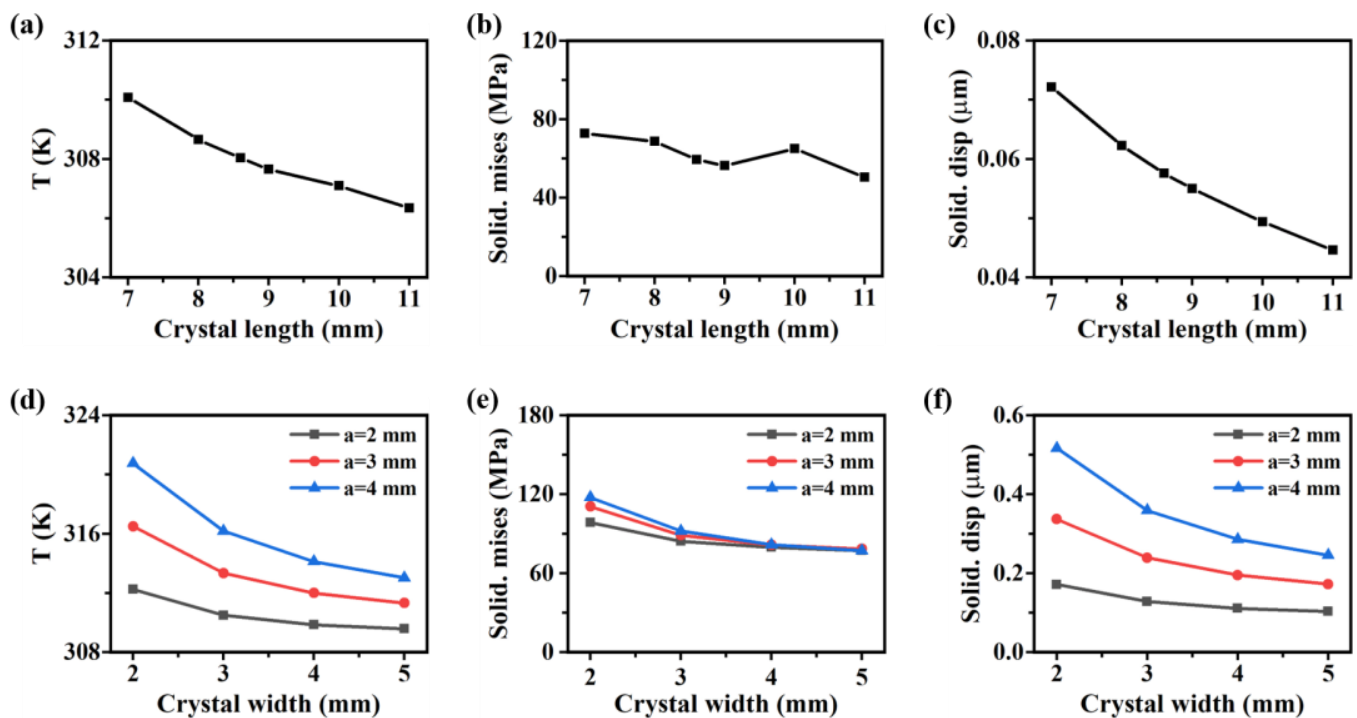 (a)
312
308
304
T (K)
7 8 9 10 11
Crystal length (mm)
(b)
120
80
40
0
Solid. mises (MPa)
7 8 9 10 11
Crystal length (mm)
(c)
0.08
0.06
0.04
Solid. disp (μm)
7 8 9 10 11
Crystal length (mm)
(d)
324
316
308
T (K)
a=2 mm
a=3 mm
a=4 mm
2 3 4 5
Crystal width (mm)
(e)
180
120
60
0
Solid. mises (MPa)
a=2 mm
a=3 mm
a=4 mm
2 3 4 5
Crystal width (mm)
(f)
0.6
0.4
0.2
0.0
Solid. disp (μm)
a=2 mm
a=3 mm
a=4 mm
2 3 4 5
Crystal width (mm)